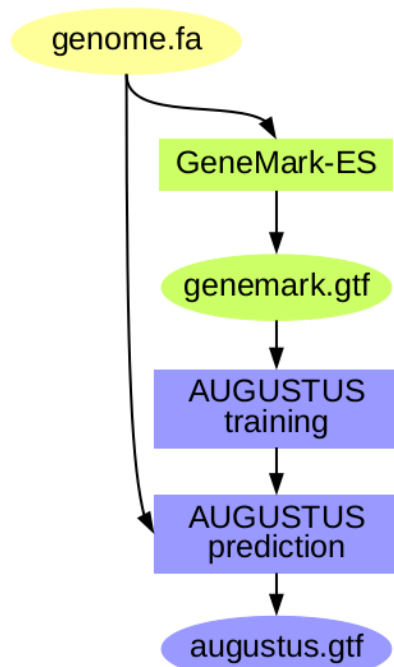 genome.fa
GeneMark-ES
genemark.gtf
AUGUSTUS
training
AUGUSTUS
prediction
augustus.gtf